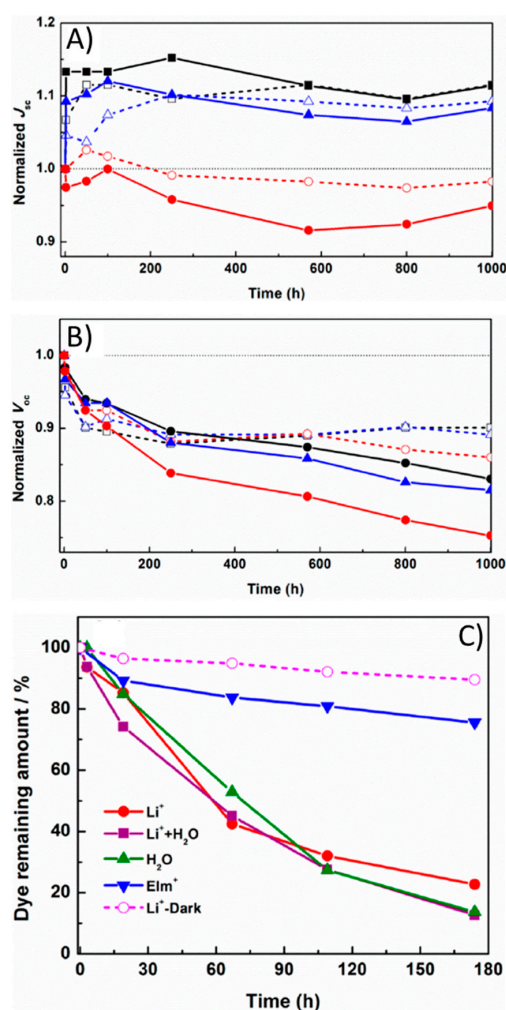 A)
Normalized Jsc
1.2
1.1
1.0
0.9
0 200 400 600 800 1000
Time (h)
B)
Normalized Voc
1.0
0.9
0.8
0 200 400 600 800 1000
Time (h)
C)
Dye remaining amount / %
100
80
60
40
20
0
Li+
Li++H2O
H2O
EIm+
Li+-Dark
0 30 60 90 120 150 180
Time (h)